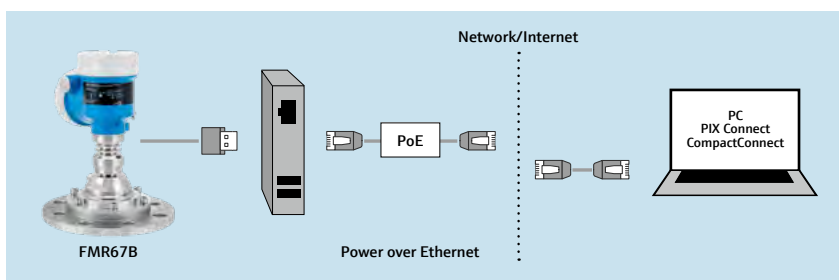 Network/Internet
PoE
PC
PIX Connect
CompactConnect
FMR67B
Power over Ethernet